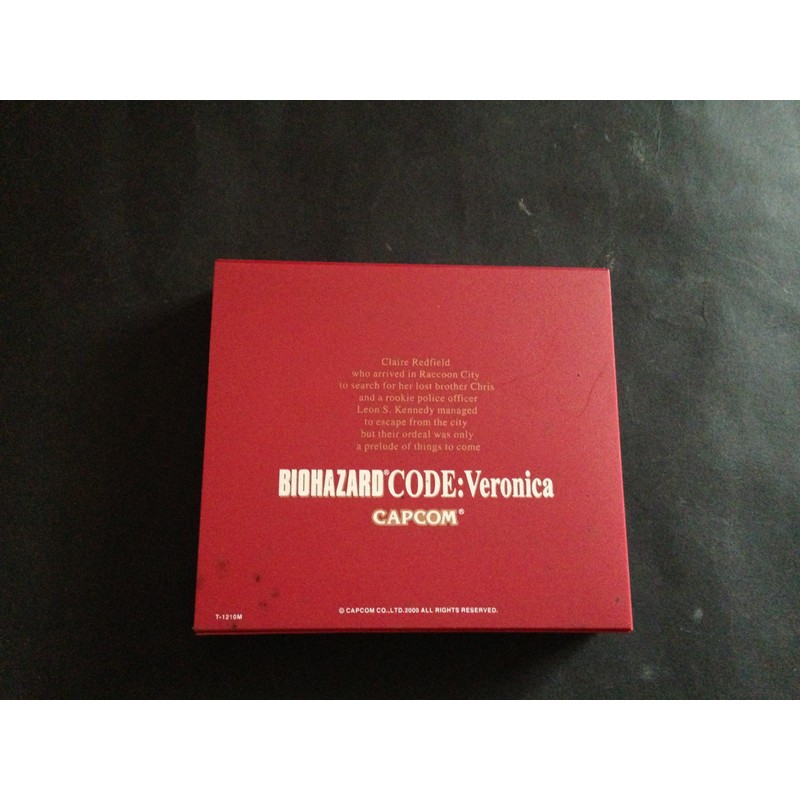 Claire Redfield
who arrived in Raccoon City
to search for her lost brother Chris
and a rookie police officer
Leon S. Kennedy managed
to escape from the city
but their ordeal was only
a prelude of things to come
BIOHAZARD® CODE:Veronica
CAPCOM®
© CAPCOM CO.,LTD.2000 ALL RIGHTS RESERVED.
T-1210M